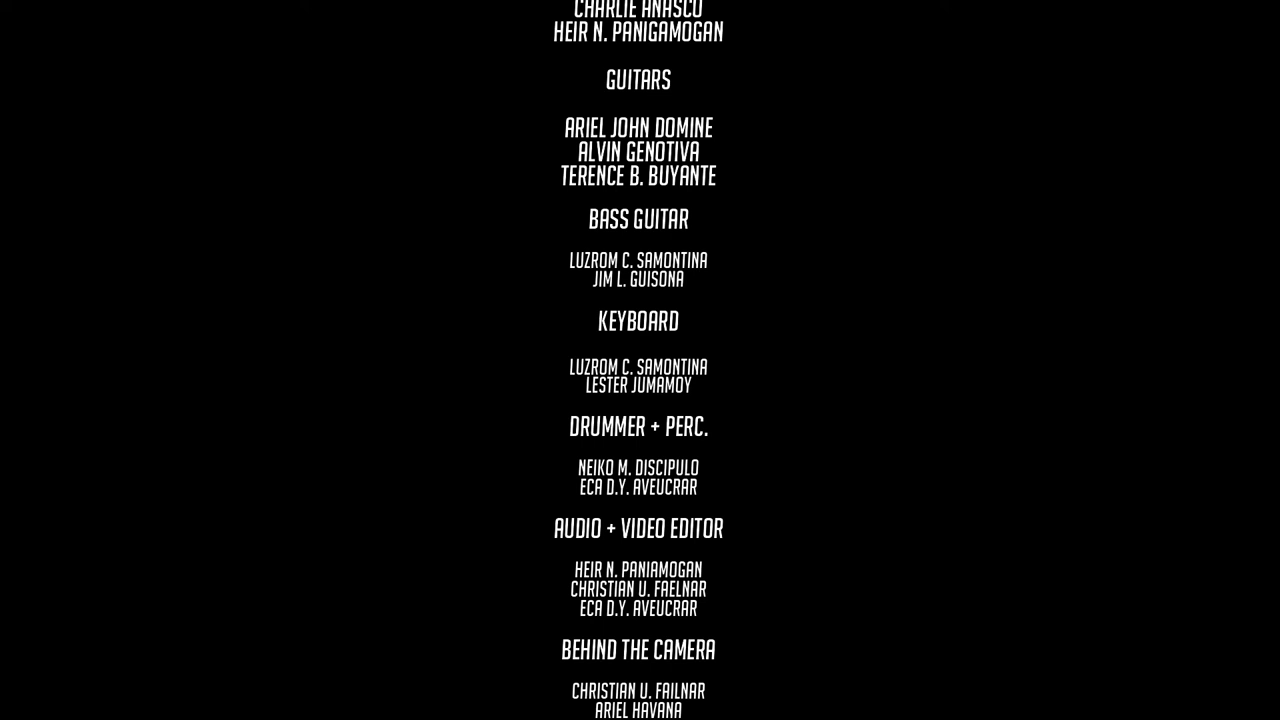 CHARLIE ANASCO
HEIR N. PANIGAMOGAN
GUITARS
ARIEL JOHN DOMINE
ALVIN GENOTIVA
TERENCE B. BUYANTE
BASS GUITAR
LUZROM C. SAMONTINA
JIM L. GUISONA
KEYBOARD
LUZROM C. SAMONTINA
LESTER JUMAMOY
DRUMMER + PERC.
NEIKO M. DISCIPULO
ECA D.Y. AVEUCRAR
AUDIO + VIDEO EDITOR
HEIR N. PANIAMOGAN
CHRISTIAN U. FAELNAR
ECA D.Y. AVEUCRAR
BEHIND THE CAMERA
CHRISTIAN U. FAILNAR
ARIEL HAVANA